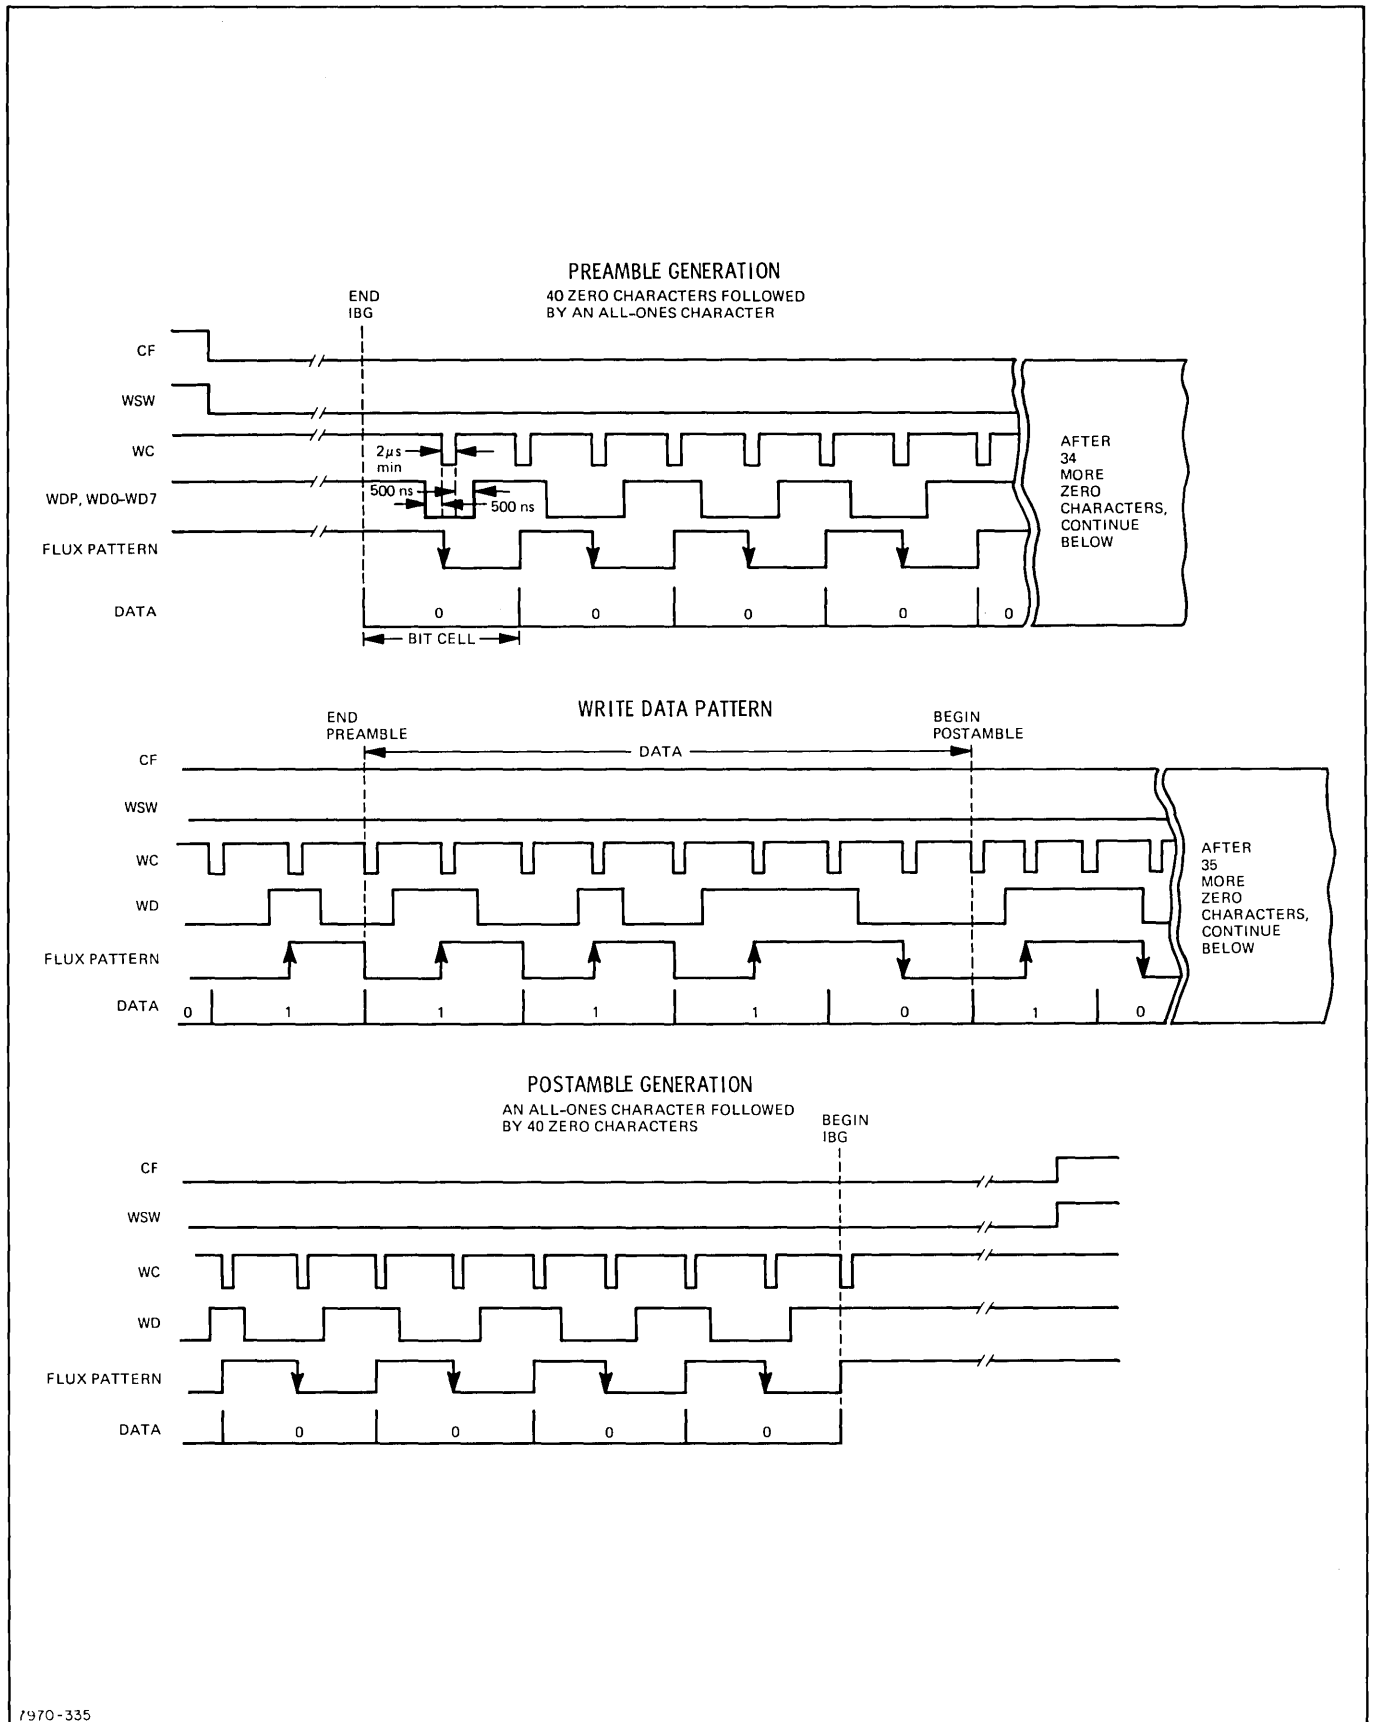 PREAMBLE GENERATION
END
IBG
40 ZERO CHARACTERS FOLLOWED
BY AN ALL-ONES CHARACTER
CF
WSW
WC
2μs
min
AFTER
34
MORE
ZERO
CHARACTERS,
CONTINUE
BELOW
WDP, WD0-WD7
500 ns
500 ns
FLUX PATTERN
DATA
0
0
0
0
0
BIT CELL
WRITE DATA PATTERN
END
PREAMBLE
BEGIN
POSTAMBLE
DATA
CF
WSW
WC
AFTER
35
MORE
ZERO
CHARACTERS,
CONTINUE
BELOW
WD
FLUX PATTERN
DATA
0
1
1
1
1
0
1
0
POSTAMBLE GENERATION
AN ALL-ONES CHARACTER FOLLOWED
BY 40 ZERO CHARACTERS
BEGIN
IBG
CF
WSW
WC
WD
FLUX PATTERN
DATA
0
0
0
0
7970-335